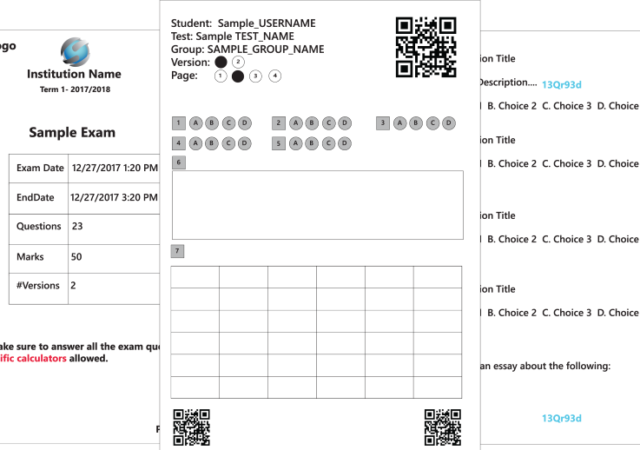 ogo
Institution Name
Term 1- 2017/2018
Sample Exam
Exam Date 12/27/2017 1:20 PM
EndDate 12/27/2017 3:20 PM
Questions 23
Marks 50
#Versions 2
ake sure to answer all the exam que
ific calculators allowed.
Student: Sample_USERNAME
Test: Sample TEST_NAME
Group: SAMPLE_GROUP_NAME
Version: 2
Page: 1 3 4
1 A B C D 2 A B C D 3 A B C D
4 A B C D 5 A B C D
6
7
ion Title
Description.... 13Qr93d
B. Choice 2 C. Choice 3 D. Choice
ion Title
B. Choice 2 C. Choice 3 D. Choice
ion Title
B. Choice 2 C. Choice 3 D. Choice
ion Title
B. Choice 2 C. Choice 3 D. Choice
an essay about the following:
13Qr93d